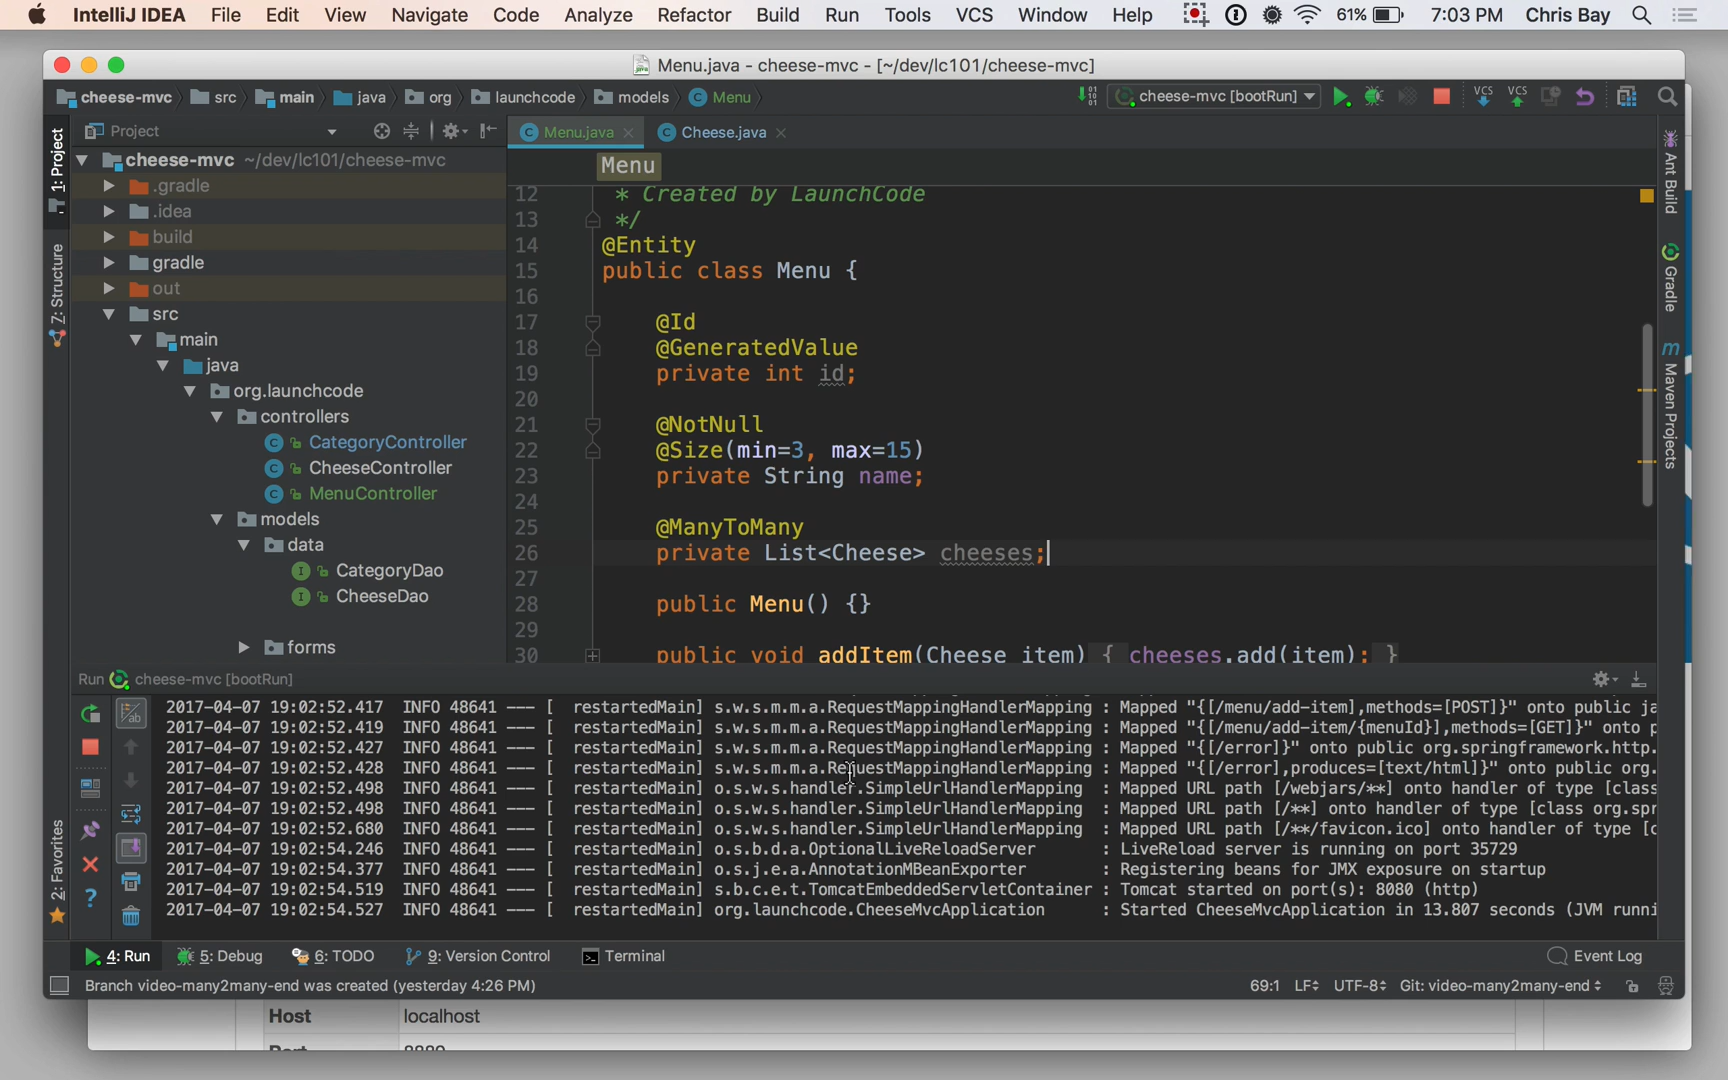 IntelliJ IDEA File Edit View Navigate Code Analyze Refactor Build Run Tools VCS Window Help 61% 7:03 PM Chris Bay
Menu.java - cheese-mvc - [~/dev/lc101/cheese-mvc]
cheese-mvc src main java org launchcode models Menu cheese-mvc [bootRun] VCS VCS
Project Menu.java Cheese.java
1: Project
Z: Structure
2: Favorites
cheese-mvc ~/dev/lc101/cheese-mvc
.gradle
.idea
build
gradle
out
src
main
java
org.launchcode
controllers
CategoryController
CheeseController
MenuController
models
data
CategoryDao
CheeseDao
forms
Menu
12 * Created by LaunchCode
13 */
14 @Entity
15 public class Menu {
16
17 @Id
18 @GeneratedValue
19 private int id;
20
21 @NotNull
22 @Size(min=3, max=15)
23 private String name;
24
25 @ManyToMany
26 private List<Cheese> cheeses;
27
28 public Menu() {}
29
30 public void addItem(Cheese item) { cheeses.add(item); }
Ant Build
Gradle
Maven Projects
Run cheese-mvc [bootRun]
2017-04-07 19:02:52.417 INFO 48641 --- [ restartedMain] s.w.s.m.m.a.RequestMappingHandlerMapping : Mapped "{[/menu/add-item],methods=[POST]}" onto public ja
2017-04-07 19:02:52.419 INFO 48641 --- [ restartedMain] s.w.s.m.m.a.RequestMappingHandlerMapping : Mapped "{[/menu/add-item/{menuId}],methods=[GET]}" onto p
2017-04-07 19:02:52.427 INFO 48641 --- [ restartedMain] s.w.s.m.m.a.RequestMappingHandlerMapping : Mapped "{[/error]}" onto public org.springframework.http.
2017-04-07 19:02:52.428 INFO 48641 --- [ restartedMain] s.w.s.m.m.a.RequestMappingHandlerMapping : Mapped "{[/error],produces=[text/html]}" onto public org.
2017-04-07 19:02:52.498 INFO 48641 --- [ restartedMain] o.s.w.s.handler.SimpleUrlHandlerMapping : Mapped URL path [/webjars/**] onto handler of type [class
2017-04-07 19:02:52.498 INFO 48641 --- [ restartedMain] o.s.w.s.handler.SimpleUrlHandlerMapping : Mapped URL path [/**] onto handler of type [class org.spr
2017-04-07 19:02:52.680 INFO 48641 --- [ restartedMain] o.s.w.s.handler.SimpleUrlHandlerMapping : Mapped URL path [/**/favicon.ico] onto handler of type [c
2017-04-07 19:02:54.246 INFO 48641 --- [ restartedMain] o.s.b.d.a.OptionalLiveReloadServer : LiveReload server is running on port 35729
2017-04-07 19:02:54.377 INFO 48641 --- [ restartedMain] o.s.j.e.a.AnnotationMBeanExporter : Registering beans for JMX exposure on startup
2017-04-07 19:02:54.519 INFO 48641 --- [ restartedMain] s.b.c.e.t.TomcatEmbeddedServletContainer : Tomcat started on port(s): 8080 (http)
2017-04-07 19:02:54.527 INFO 48641 --- [ restartedMain] org.launchcode.CheeseMvcApplication : Started CheeseMvcApplication in 13.807 seconds (JVM runni
4: Run 5: Debug 6: TODO 9: Version Control Terminal Event Log
Branch video-many2many-end was created (yesterday 4:26 PM) 69:1 LF UTF-8 Git: video-many2many-end
Host localhost